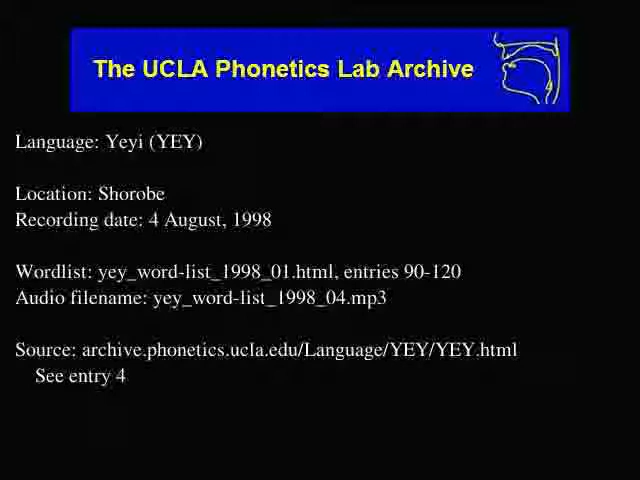 The UCLA Phonetics Lab Archive
Language: Yeyi (YEY)
Location: Shorobe
Recording date: 4 August, 1998
Wordlist: yey_word-list_1998_01.html, entries 90-120
Audio filename: yey_word-list_1998_04.mp3
Source: archive.phonetics.ucla.edu/Language/YEY/YEY.html
See entry 4